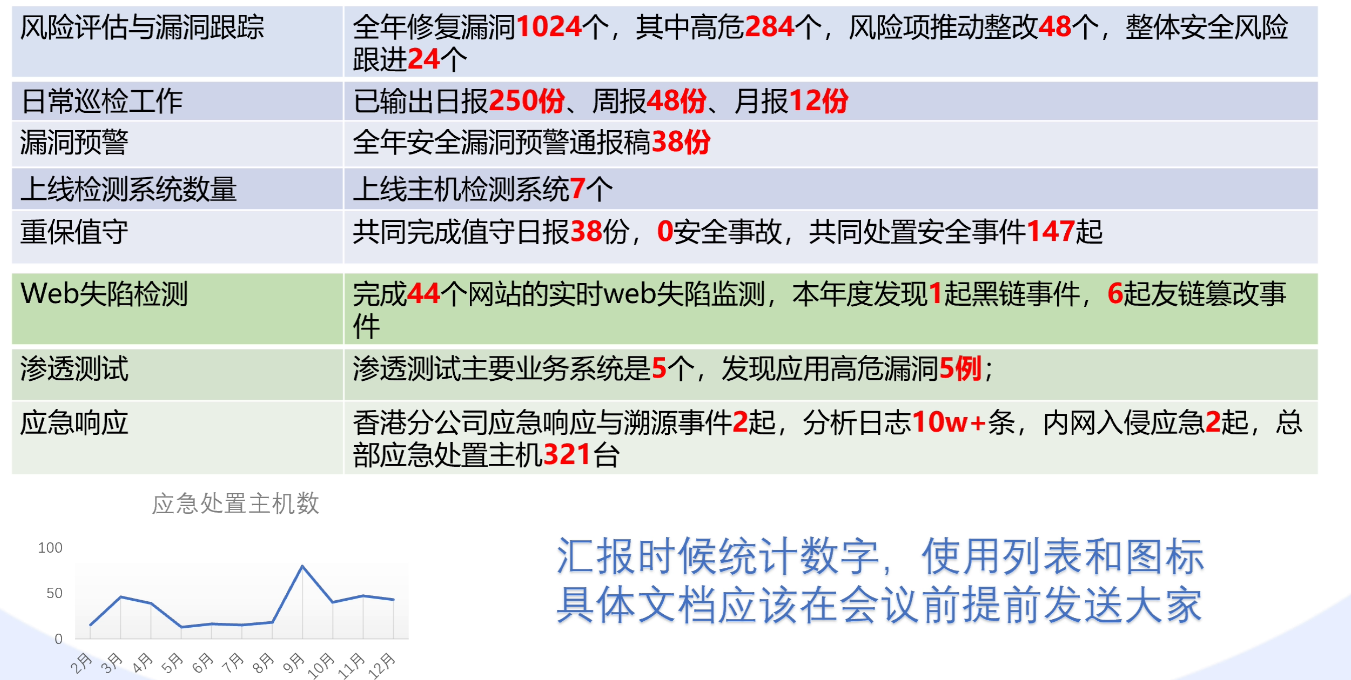 风险评估与漏洞跟踪
全年修复漏洞1024个，其中高危284个，风险项推动整改48个，整体安全风险
跟进24个
日常巡检工作
已输出日报250份、周报48份、月报12份
漏洞预警
全年安全漏洞预警通报稿38份
上线检测系统数量
上线主机检测系统7个
重保值守
共同完成值守日报38份，0安全事故，共同处置安全事件147起
Web失陷检测
完成44个网站的实时web失陷监测，本年度发现1起黑链事件，6起友链篡改事
件
渗透测试
渗透测试主要业务系统是5个，发现应用高危漏洞5例；
应急响应
香港分公司应急响应与溯源事件2起，分析日志10w+条，内网入侵应急2起，总
部应急处置主机321台
应急处置主机数
100
50
0
2月
3月
4月
5月
6月
7月
8月
9月
10月
11月
12月
汇报时候统计数字，使用列表和图标
具体文档应该在会议前提前发送大家